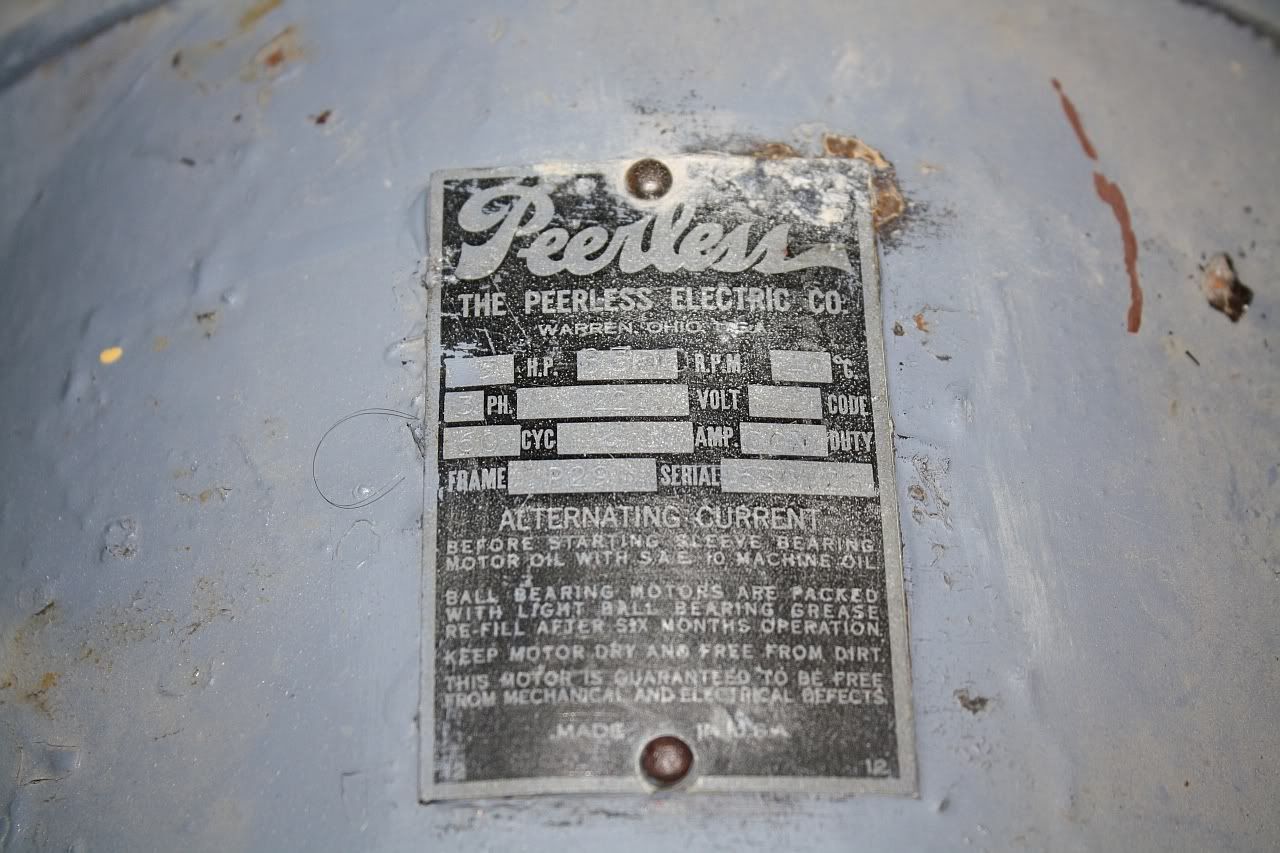 Peerless
THE PEERLESS ELECTRIC CO.
WARREN, OHIO, U.S.A.
H.P. R.P.M °C.
3 PH. 220 VOLT CODE
60 CYC AMP. DUTY
FRAME SERIAL
ALTERNATING CURRENT
BEFORE STARTING SLEEVE BEARING
MOTOR OIL WITH S.A.E. 10 MACHINE OIL
BALL BEARING MOTORS ARE PACKED
WITH LIGHT BALL BEARING GREASE
RE-FILL AFTER SIX MONTHS OPERATION.
KEEP MOTOR DRY AND FREE FROM DIRT.
THIS MOTOR IS GUARANTEED TO BE FREE
FROM MECHANICAL AND ELECTRICAL DEFECTS
MADE IN U.S.A.
12